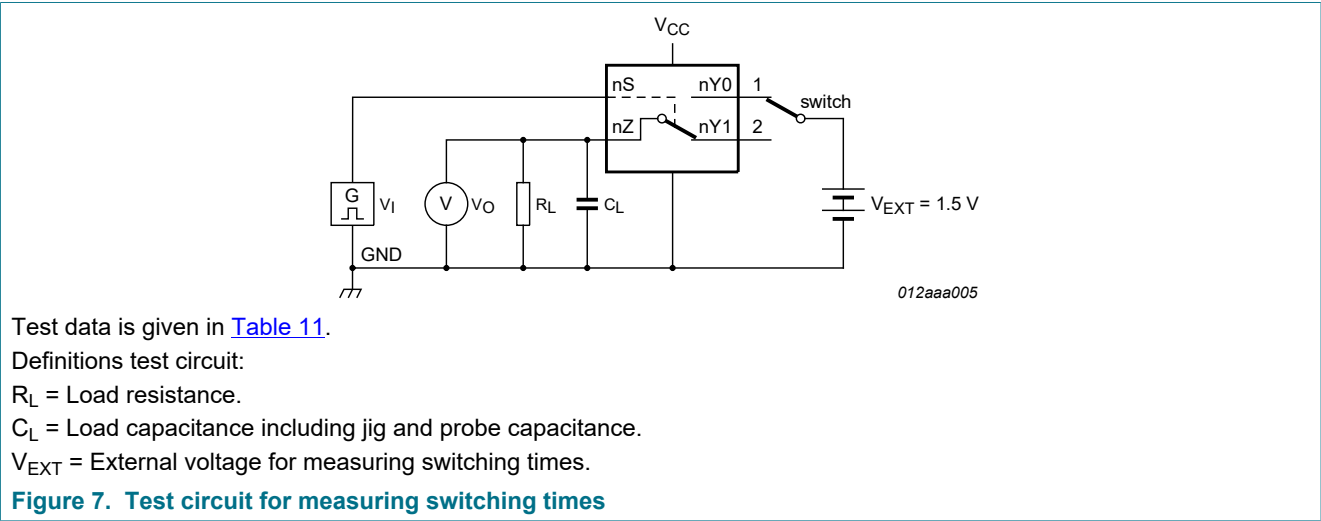 VCC
nS nY0 1
switch
nZ nY1 2
G VI V VO RL CL VEXT = 1.5 V
GND
012aaa005
Test data is given in Table 11.
Definitions test circuit:
RL = Load resistance.
CL = Load capacitance including jig and probe capacitance.
VEXT = External voltage for measuring switching times.
Figure 7. Test circuit for measuring switching times